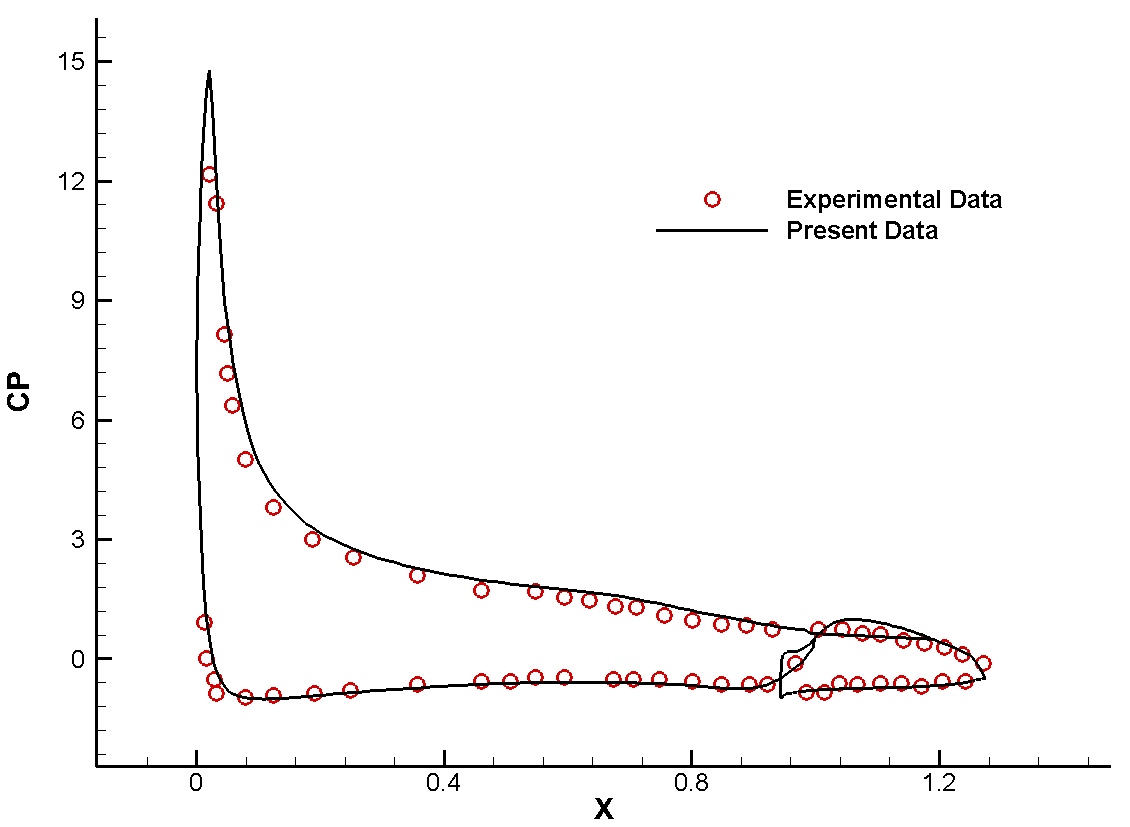 15
12
9
6
3
0
CP
Experimental Data
Present Data
0
0.4
0.8
1.2
X